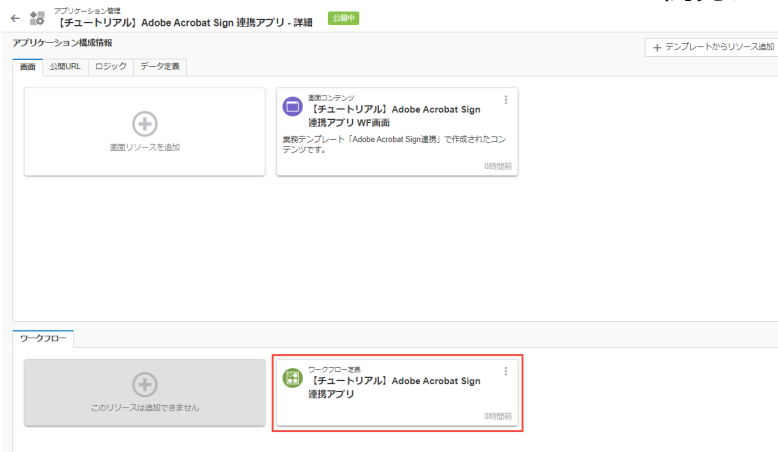 アプリケーション管理
【チュートリアル】Adobe Acrobat Sign 連携アプリ - 詳細 公開中
アプリケーション構成情報
テンプレートからリソース追加
画面 公開URL ロジック データ定義
画面リソースを追加
画面コンテンツ
【チュートリアル】Adobe Acrobat Sign
連携アプリ WF画面
業務テンプレート「Adobe Acrobat Sign連携」で作成されたコン
テンツです。
0時間前
ワークフロー
このリソースは追加できません
ワークフロー定義
【チュートリアル】Adobe Acrobat Sign
連携アプリ
0時間前